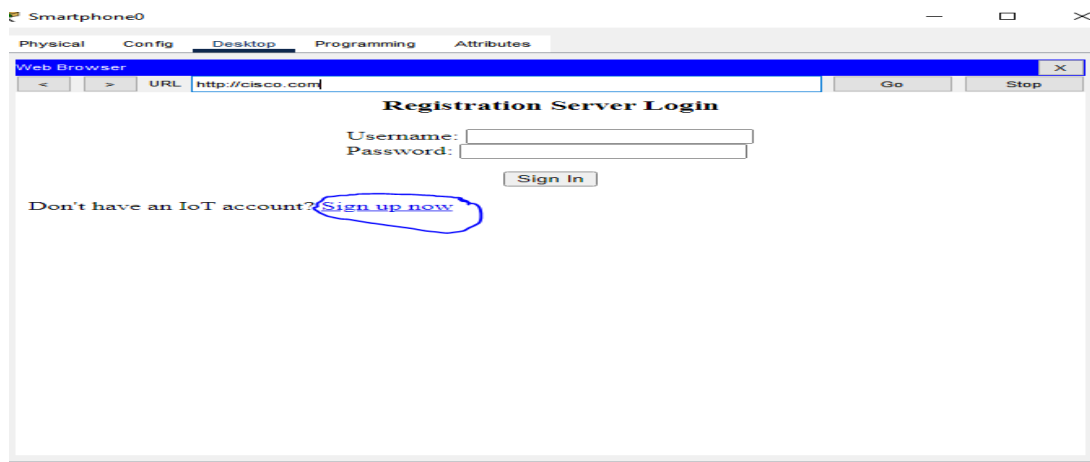 Smartphone0
Physical Config Desktop Programming Attributes
Web Browser X
< > URL http://cisco.com Go Stop
Registration Server Login
Username:
Password:
Sign In
Don't have an IoT account? Sign up now